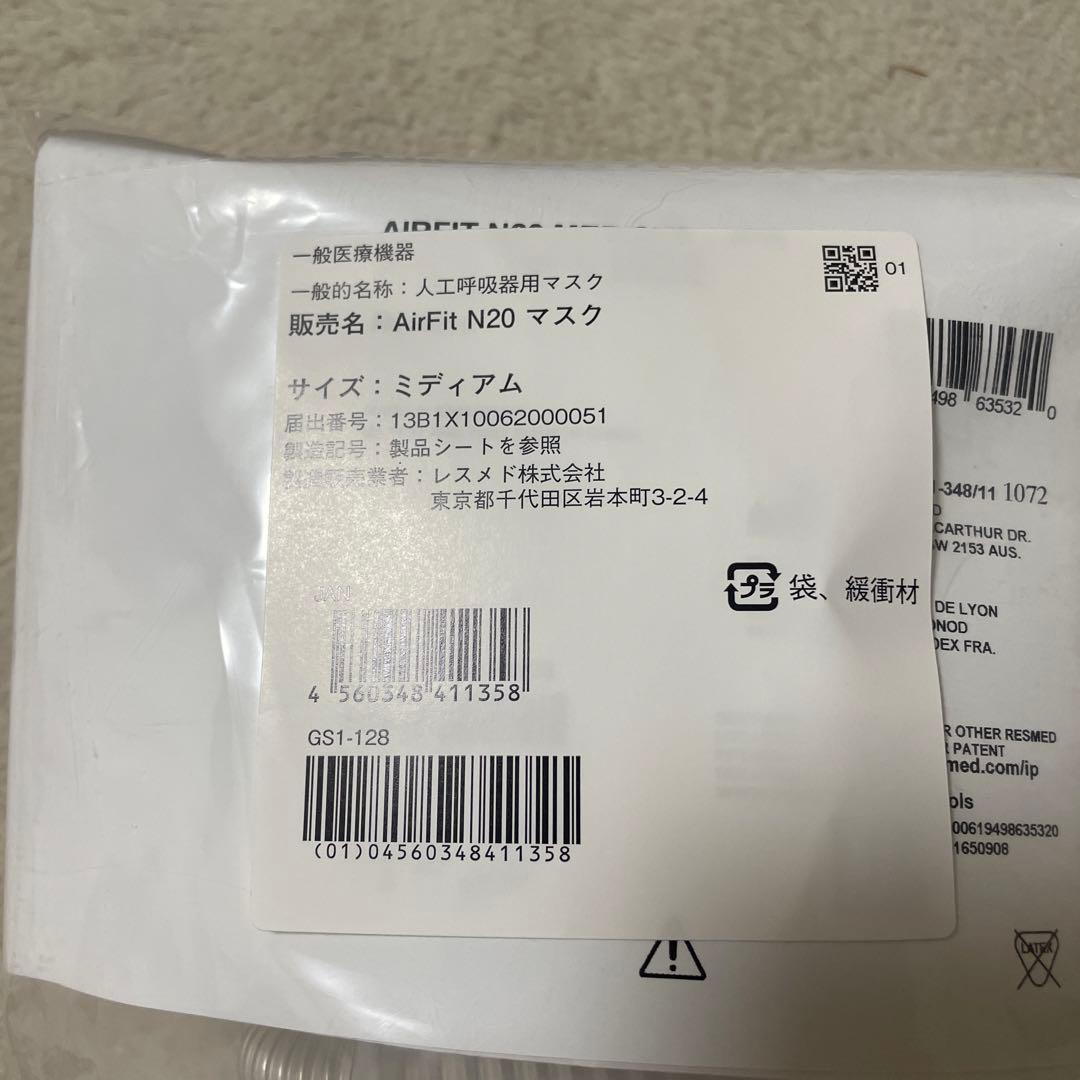 AIRFIT N20
一般医療機器
01
一般的名称：人工呼吸器用マスク
販売名：AirFit N20 マスク
サイズ：ミディアム
届出番号：13B1X10062000051
製造記号：製品シートを参照
製造販売業者：レスメド株式会社
東京都千代田区岩本町3-2-4
プラ 袋、緩衝材
JAN
4 560348 411358
GS1-128
(01)04560348411358
498 63532 0
-348/11 1072
CARTHUR DR.
W 2153 AUS.
DE LYON
ONOD
DEX FRA.
R OTHER RESMED
PATENT
med.com/ip
ols
00619498635320
1650908
LATEX